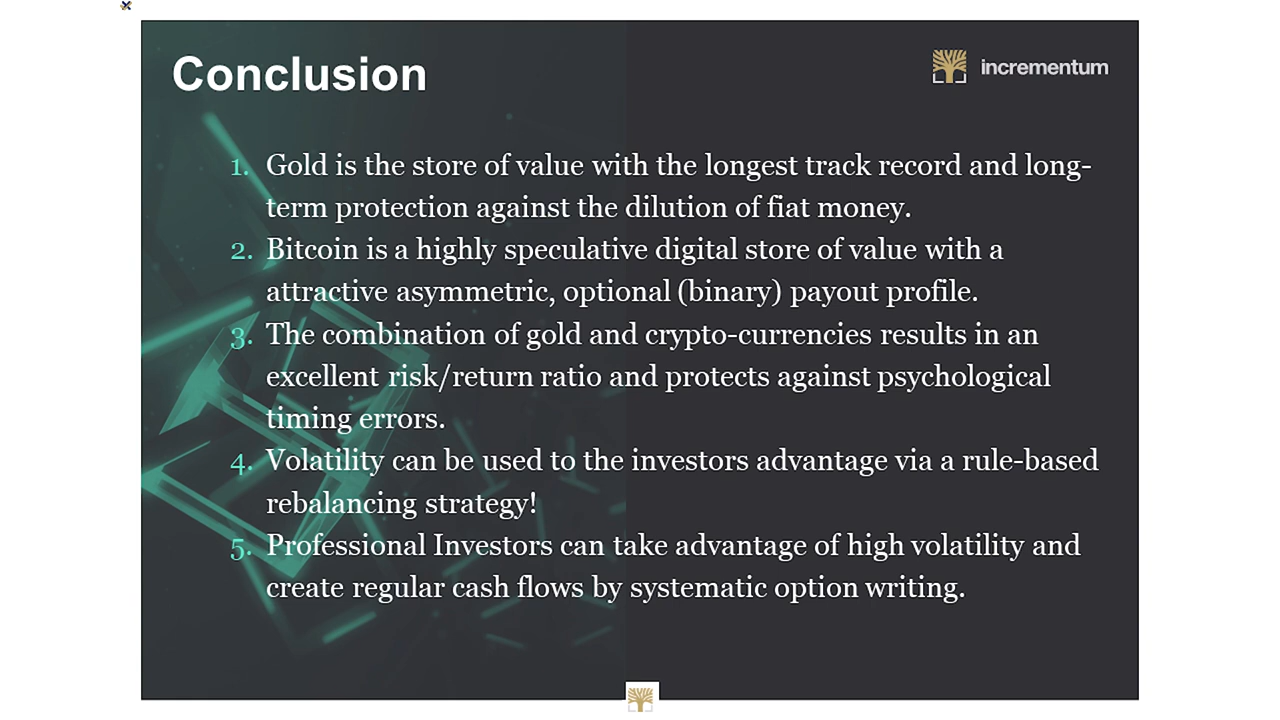 Conclusion
incrementum
1. Gold is the store of value with the longest track record and long-
term protection against the dilution of fiat money.
2. Bitcoin is a highly speculative digital store of value with a
attractive asymmetric, optional (binary) payout profile.
3. The combination of gold and crypto-currencies results in an
excellent risk/return ratio and protects against psychological
timing errors.
4. Volatility can be used to the investors advantage via a rule-based
rebalancing strategy!
5. Professional Investors can take advantage of high volatility and
create regular cash flows by systematic option writing.